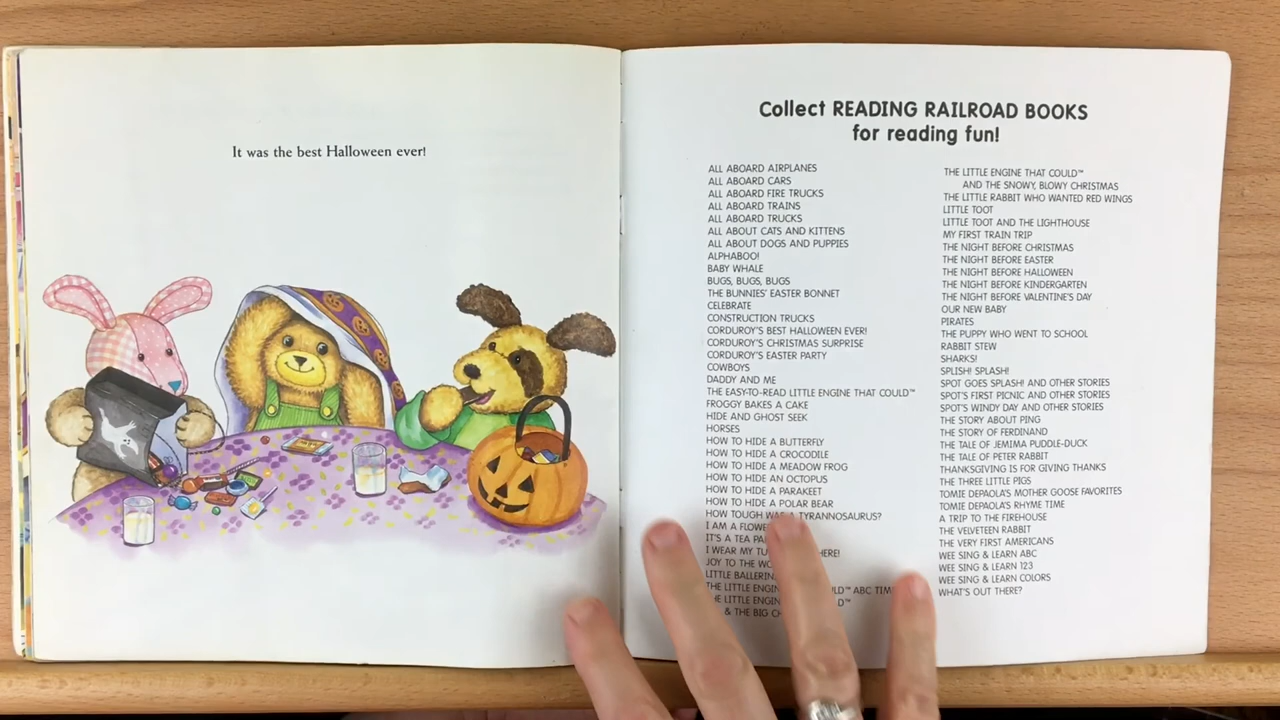 It was the best Halloween ever!
Collect READING RAILROAD BOOKS
for reading fun!
ALL ABOARD AIRPLANES
ALL ABOARD CARS
ALL ABOARD FIRE TRUCKS
ALL ABOARD TRAINS
ALL ABOARD TRUCKS
ALL ABOUT CATS AND KITTENS
ALL ABOUT DOGS AND PUPPIES
ALPHABOO!
BABY WHALE
BUGS, BUGS, BUGS
THE BUNNIES' EASTER BONNET
CELEBRATE
CONSTRUCTION TRUCKS
CORDUROY'S BEST HALLOWEEN EVER!
CORDUROY'S CHRISTMAS SURPRISE
CORDUROY'S EASTER PARTY
COWBOYS
DADDY AND ME
THE EASY-TO-READ LITTLE ENGINE THAT COULD™
FROGGY BAKES A CAKE
HIDE AND GHOST SEEK
HORSES
HOW TO HIDE A BUTTERFLY
HOW TO HIDE A CROCODILE
HOW TO HIDE A MEADOW FROG
HOW TO HIDE AN OCTOPUS
HOW TO HIDE A PARAKEET
HOW TO HIDE A POLAR BEAR
HOW TOUGH WAS A TYRANNOSAURUS?
I AM A
IT'S A TEA
I WEAR MY
JOY TO THE
LITTLE
THE LITTLE ABC
THE LITTLE
& THE BIG
THE LITTLE ENGINE THAT COULD™
AND THE SNOWY, BLOWY CHRISTMAS
THE LITTLE RABBIT WHO WANTED RED WINGS
LITTLE TOOT
LITTLE TOOT AND THE LIGHTHOUSE
MY FIRST TRAIN TRIP
THE NIGHT BEFORE CHRISTMAS
THE NIGHT BEFORE EASTER
THE NIGHT BEFORE HALLOWEEN
THE NIGHT BEFORE KINDERGARTEN
THE NIGHT BEFORE VALENTINE'S DAY
OUR NEW BABY
PIRATES
THE PUPPY WHO WENT TO SCHOOL
RABBIT STEW
SHARKS!
SPLISH! SPLASH!
SPOT GOES SPLASH! AND OTHER STORIES
SPOT'S FIRST PICNIC AND OTHER STORIES
SPOT'S WINDY DAY AND OTHER STORIES
THE STORY ABOUT PING
THE STORY OF FERDINAND
THE TALE OF JEMIMA PUDDLE-DUCK
THE TALE OF PETER RABBIT
THANKSGIVING IS FOR GIVING THANKS
THE THREE LITTLE PIGS
TOMIE DEPAOLA'S MOTHER GOOSE FAVORITES
TOMIE DEPAOLA'S RHYME TIME
A TRIP TO THE FIREHOUSE
THE VELVETEEN RABBIT
THE VERY FIRST AMERICANS
WEE SING & LEARN ABC
WEE SING & LEARN 123
WEE SING & LEARN COLORS
WHAT'S OUT THERE?